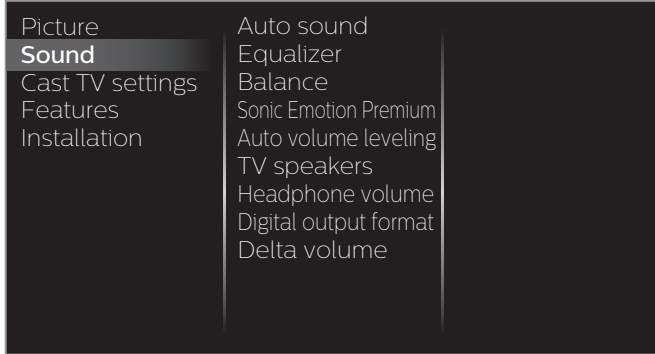 Picture
Sound
Cast TV settings
Features
Installation
Auto sound
Equalizer
Balance
Sonic Emotion Premium
Auto volume leveling
TV speakers
Headphone volume
Digital output format
Delta volume